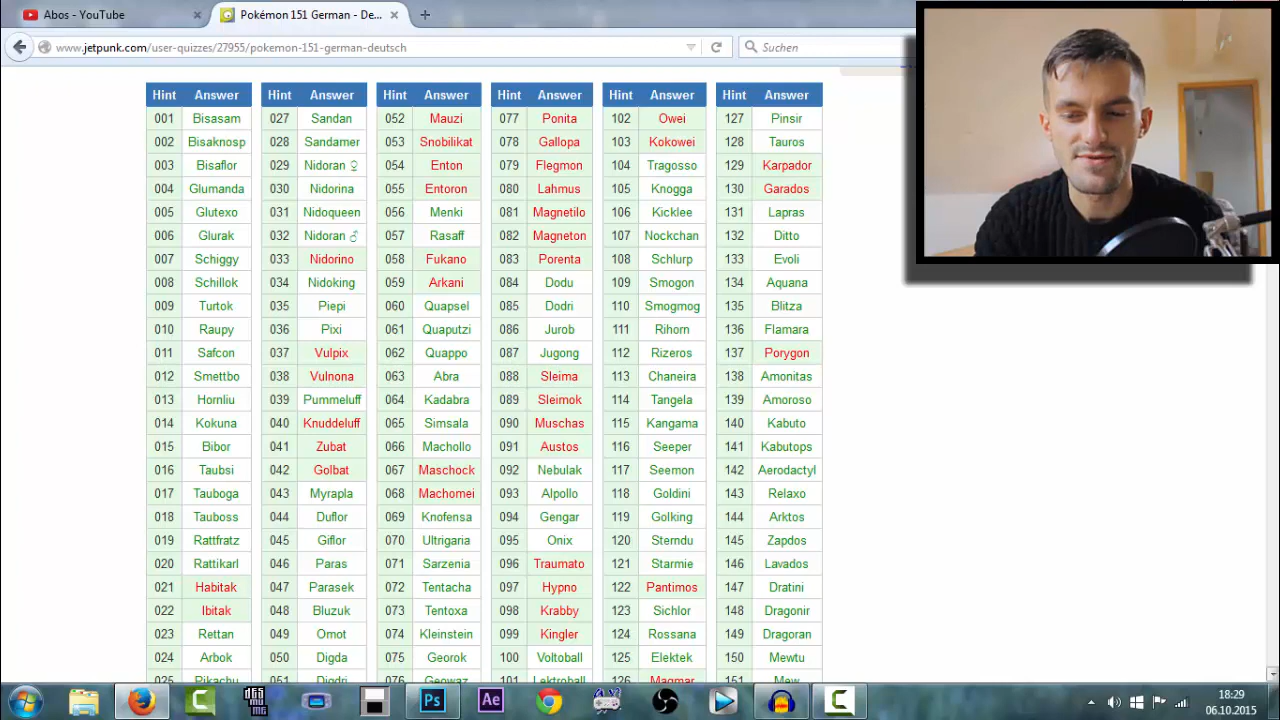 Abos - YouTube × Pokémon 151 German - De... × +
www.jetpunk.com/user-quizzes/27955/pokemon-151-german-deutsch Suchen
Hint Answer Hint Answer Hint Answer Hint Answer Hint Answer Hint Answer
001 Bisasam 027 Sandan 052 Mauzi 077 Ponita 102 Owei 127 Pinsir
002 Bisaknosp 028 Sandamer 053 Snobilikat 078 Gallopa 103 Kokowei 128 Tauros
003 Bisaflor 029 Nidoran ♀ 054 Enton 079 Flegmon 104 Tragosso 129 Karpador
004 Glumanda 030 Nidorina 055 Entoron 080 Lahmus 105 Knogga 130 Garados
005 Glutexo 031 Nidoqueen 056 Menki 081 Magnetilo 106 Kicklee 131 Lapras
006 Glurak 032 Nidoran ♂ 057 Rasaff 082 Magneton 107 Nockchan 132 Ditto
007 Schiggy 033 Nidorino 058 Fukano 083 Porenta 108 Schlurp 133 Evoli
008 Schillok 034 Nidoking 059 Arkani 084 Dodu 109 Smogon 134 Aquana
009 Turtok 035 Piepi 060 Quapsel 085 Dodri 110 Smogmog 135 Blitza
010 Raupy 036 Pixi 061 Quaputzi 086 Jurob 111 Rihorn 136 Flamara
011 Safcon 037 Vulpix 062 Quappo 087 Jugong 112 Rizeros 137 Porygon
012 Smettbo 038 Vulnona 063 Abra 088 Sleima 113 Chaneira 138 Amonitas
013 Hornliu 039 Pummeluff 064 Kadabra 089 Sleimok 114 Tangela 139 Amoroso
014 Kokuna 040 Knuddeluff 065 Simsala 090 Muschas 115 Kangama 140 Kabuto
015 Bibor 041 Zubat 066 Machollo 091 Austos 116 Seeper 141 Kabutops
016 Taubsi 042 Golbat 067 Maschock 092 Nebulak 117 Seemon 142 Aerodactyl
017 Tauboga 043 Myrapla 068 Machomei 093 Alpollo 118 Goldini 143 Relaxo
018 Tauboss 044 Duflor 069 Knofensa 094 Gengar 119 Golking 144 Arktos
019 Rattfratz 045 Giflor 070 Ultrigaria 095 Onix 120 Sterndu 145 Zapdos
020 Rattikarl 046 Paras 071 Sarzenia 096 Traumato 121 Starmie 146 Lavados
021 Habitak 047 Parasek 072 Tentacha 097 Hypno 122 Pantimos 147 Dratini
022 Ibitak 048 Bluzuk 073 Tentoxa 098 Krabby 123 Sichlor 148 Dragonir
023 Rettan 049 Omot 074 Kleinstein 099 Kingler 124 Rossana 149 Dragoran
024 Arbok 050 Digda 075 Georok 100 Voltoball 125 Elektek 150 Mewtu
025 Pikachu 051 Digdri 076 Geowaz 101 Lektroball 126 Magmar 151 Mew
Ps Ae 18:29
06.10.2015